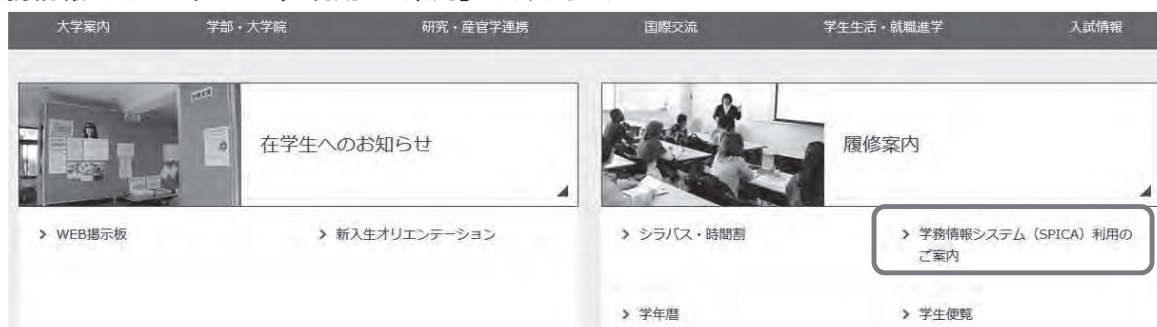 大学案内
学部・大学院
研究・産官学連携
国際交流
学生生活・就職進学
入試情報
在学生へのお知らせ
履修案内
> WEB掲示板
> 新入生オリエンテーション
> シラバス・時間割
> 学務情報システム（SPICA）利用の
ご案内
> 学年暦
> 学生便覧